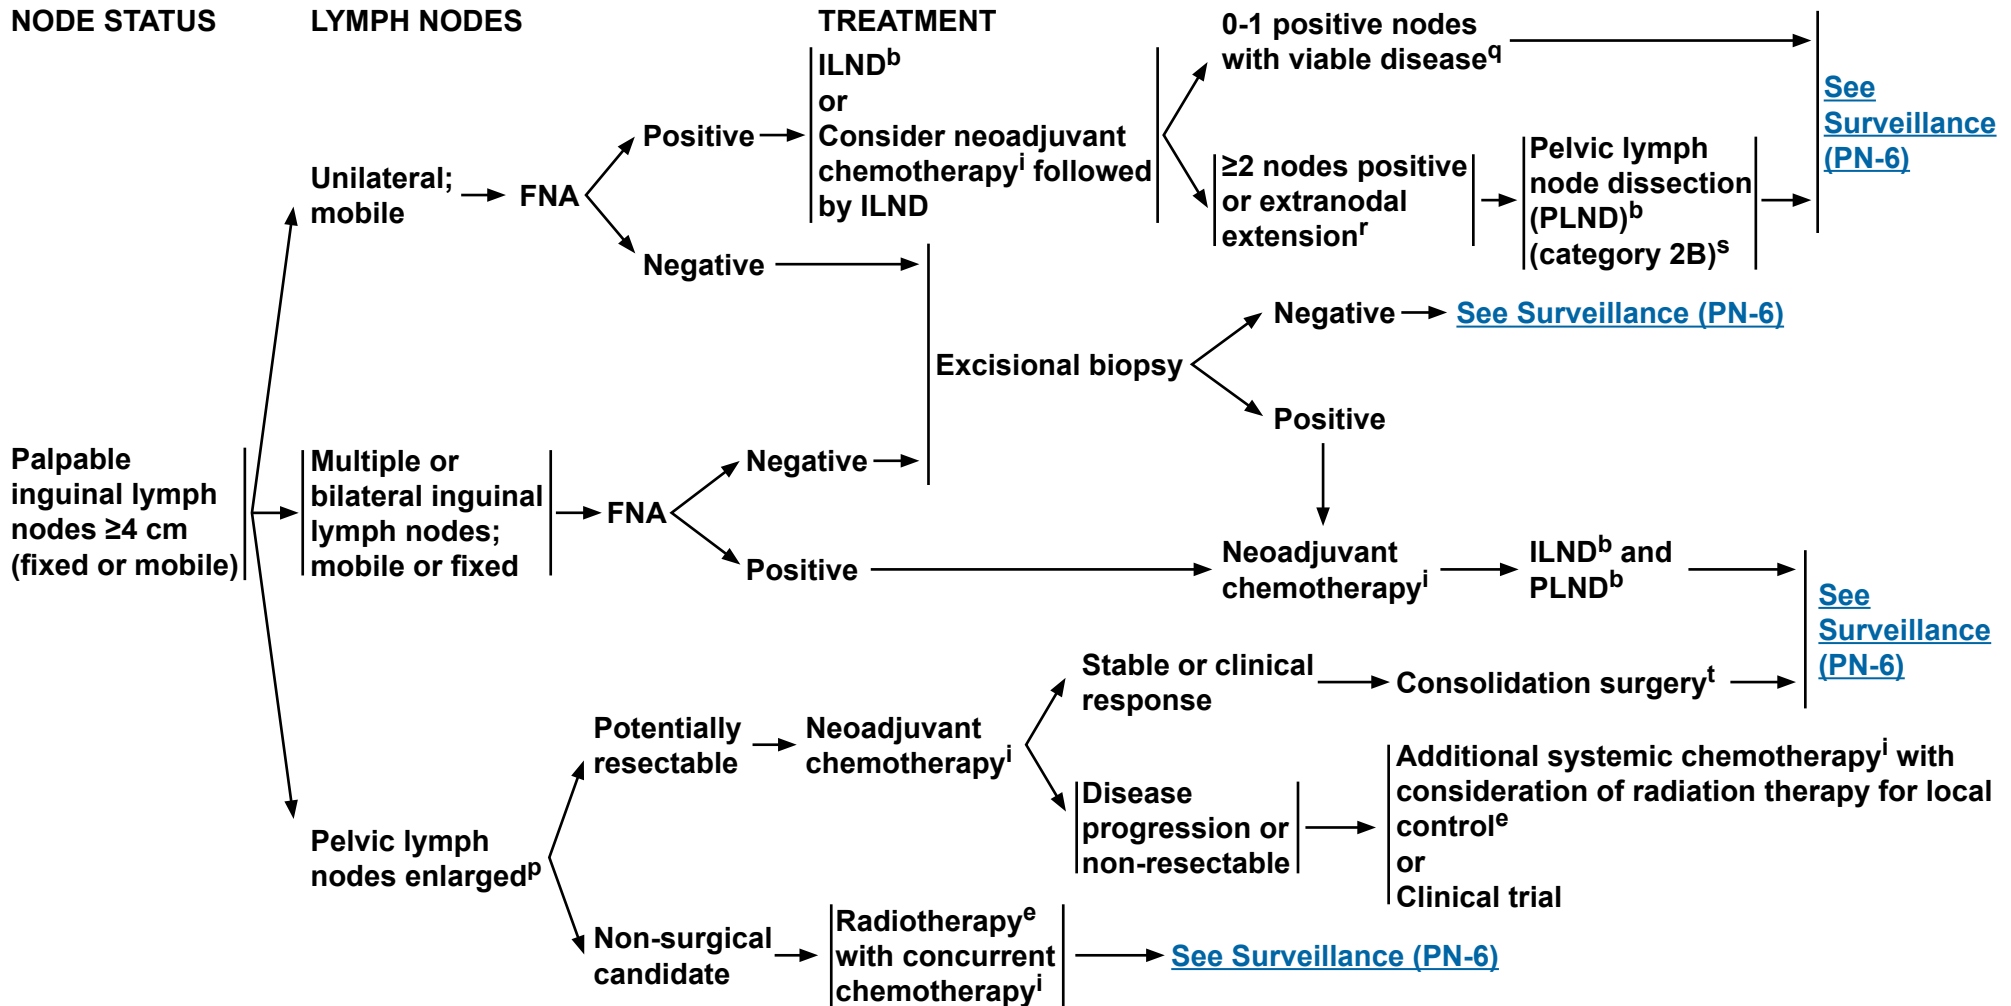 NODE STATUS
LYMPH NODES
TREATMENT
Palpable
inguinal lymph
nodes ≥4 cm
(fixed or mobile)
Unilateral;
mobile
FNA
Positive
ILNDᵇ
or
Consider neoadjuvant
chemotherapyⁱ followed
by ILND
0-1 positive nodes
with viable disease^q
≥2 nodes positive
or extranodal
extensionʳ
Pelvic lymph
node dissection
(PLND)ᵇ
(category 2B)ˢ
See
Surveillance
(PN-6)
Negative
Excisional biopsy
Negative
See Surveillance (PN-6)
Positive
Multiple or
bilateral inguinal
lymph nodes;
mobile or fixed
FNA
Negative
Positive
Neoadjuvant
chemotherapyⁱ
ILNDᵇ and
PLNDᵇ
See
Surveillance
(PN-6)
Pelvic lymph
nodes enlargedᵖ
Potentially
resectable
Neoadjuvant
chemotherapyⁱ
Stable or clinical
response
Consolidation surgeryᵗ
Disease
progression or
non-resectable
Additional systemic chemotherapyⁱ with
consideration of radiation therapy for local
controlᵉ
or
Clinical trial
Non-surgical
candidate
Radiotherapyᵉ
with concurrent
chemotherapyⁱ
See Surveillance (PN-6)